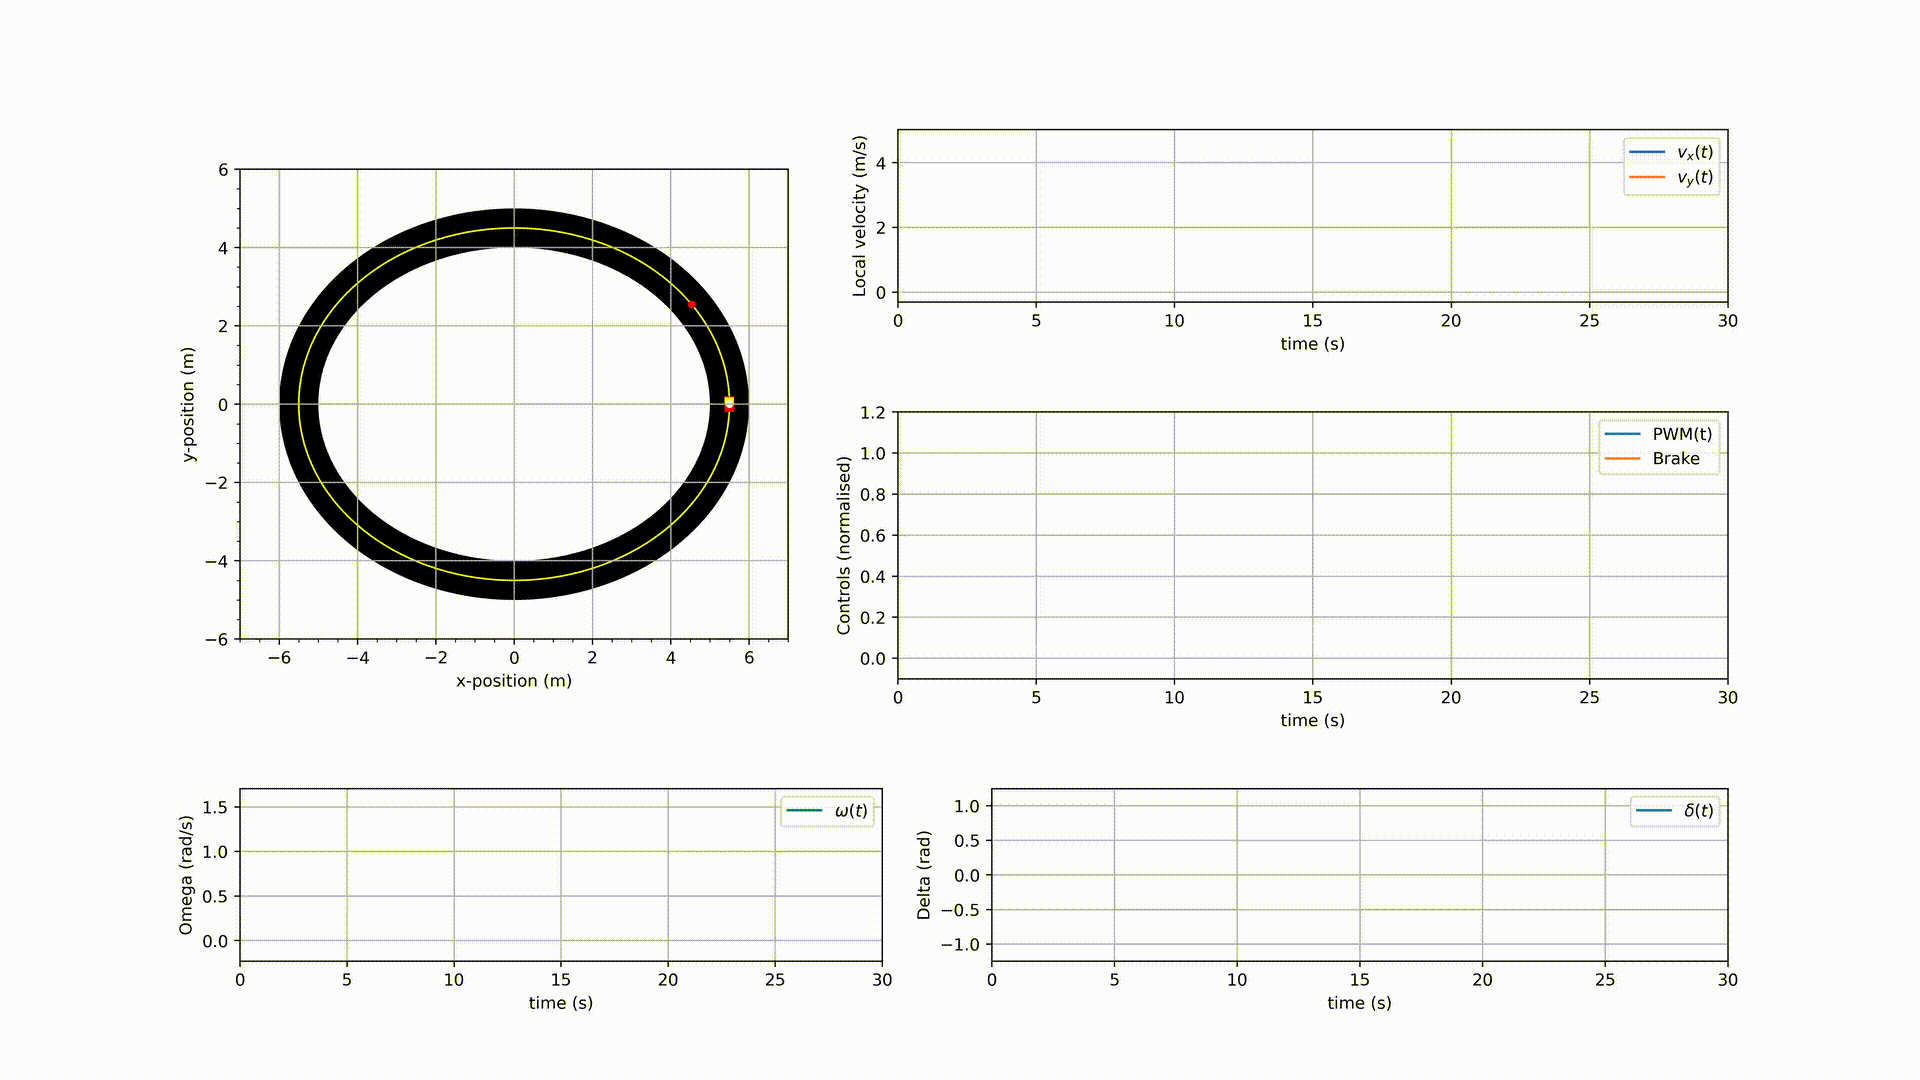 6
4
2
0
−2
−4
−6
y-position (m)
−6 −4 −2 0 2 4 6
x-position (m)
4
2
0
Local velocity (m/s)
vx(t)
vy(t)
0 5 10 15 20 25 30
time (s)
1.2
1.0
0.8
0.6
0.4
0.2
0.0
Controls (normalised)
PWM(t)
Brake
0 5 10 15 20 25 30
time (s)
1.5
1.0
0.5
0.0
Omega (rad/s)
ω(t)
0 5 10 15 20 25 30
time (s)
1.0
0.5
0.0
−0.5
−1.0
Delta (rad)
δ(t)
0 5 10 15 20 25 30
time (s)